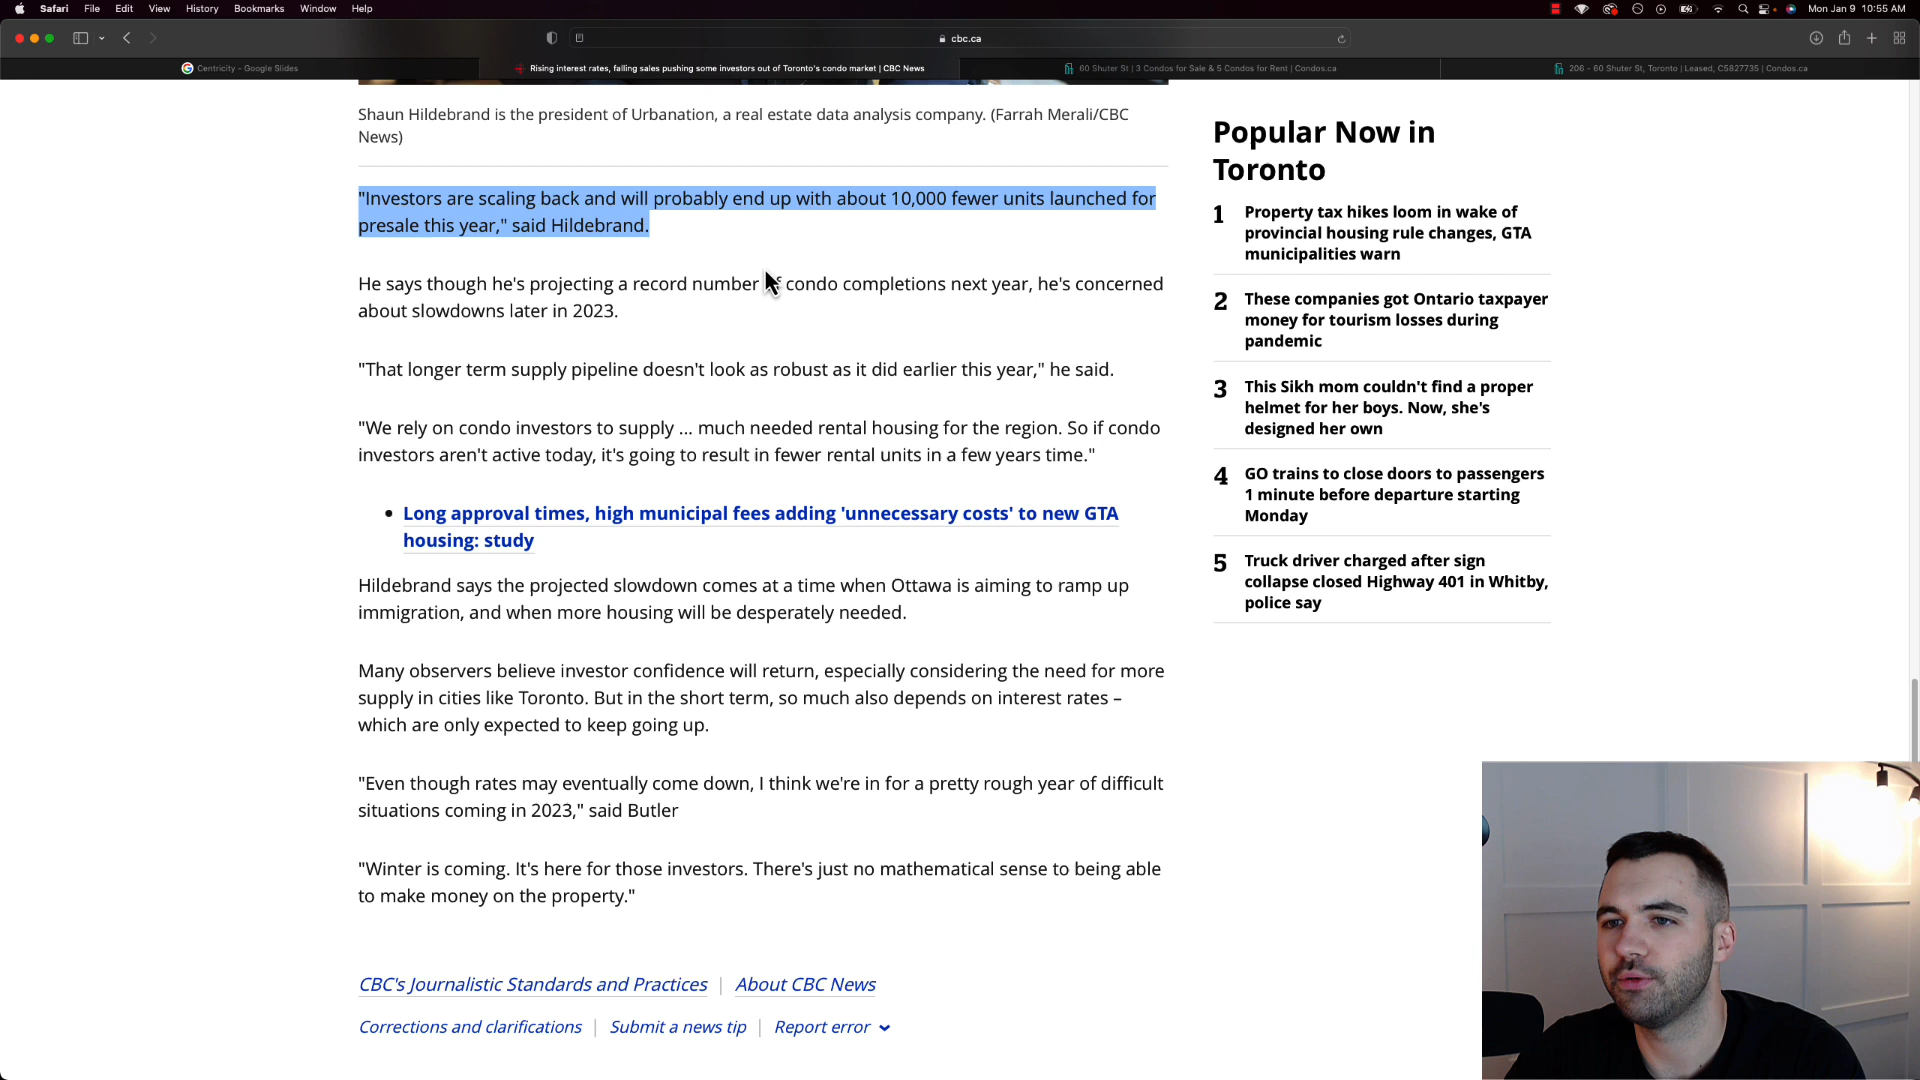 Safari File Edit View History Bookmarks Window Help
Mon Jan 9 10:55 AM
cbc.ca
Centricity – Google Slides
Rising interest rates, falling sales pushing some investors out of Toronto's condo market | CBC News
60 Shuter St | 3 Condos for Sale & 5 Condos for Rent | Condos.ca
206 - 60 Shuter St, Toronto | Leased, C5827735 | Condos.ca
Shaun Hildebrand is the president of Urbanation, a real estate data analysis company. (Farrah Merali/CBC
News)
"Investors are scaling back and will probably end up with about 10,000 fewer units launched for
presale this year," said Hildebrand.
He says though he's projecting a record number of condo completions next year, he's concerned
about slowdowns later in 2023.
"That longer term supply pipeline doesn't look as robust as it did earlier this year," he said.
"We rely on condo investors to supply ... much needed rental housing for the region. So if condo
investors aren't active today, it's going to result in fewer rental units in a few years time."
Long approval times, high municipal fees adding 'unnecessary costs' to new GTA
housing: study
Hildebrand says the projected slowdown comes at a time when Ottawa is aiming to ramp up
immigration, and when more housing will be desperately needed.
Many observers believe investor confidence will return, especially considering the need for more
supply in cities like Toronto. But in the short term, so much also depends on interest rates –
which are only expected to keep going up.
"Even though rates may eventually come down, I think we're in for a pretty rough year of difficult
situations coming in 2023," said Butler
"Winter is coming. It's here for those investors. There's just no mathematical sense to being able
to make money on the property."
CBC's Journalistic Standards and Practices | About CBC News
Corrections and clarifications | Submit a news tip | Report error
Popular Now in
Toronto
1 Property tax hikes loom in wake of
provincial housing rule changes, GTA
municipalities warn
2 These companies got Ontario taxpayer
money for tourism losses during
pandemic
3 This Sikh mom couldn't find a proper
helmet for her boys. Now, she's
designed her own
4 GO trains to close doors to passengers
1 minute before departure starting
Monday
5 Truck driver charged after sign
collapse closed Highway 401 in Whitby,
police say